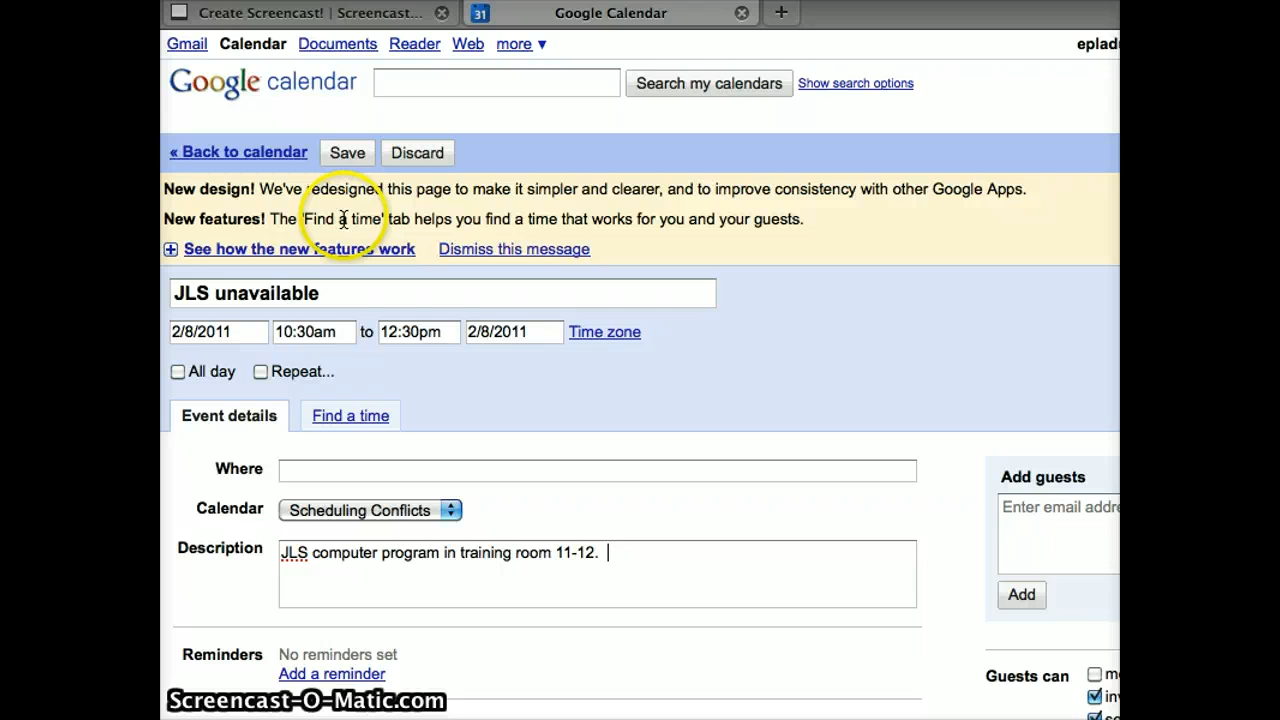 Create Screencast! | Screencast...
31 Google Calendar
Gmail Calendar Documents Reader Web more ▼
Google calendar Search my calendars Show search options
« Back to calendar Save Discard
New design! We've redesigned this page to make it simpler and clearer, and to improve consistency with other Google Apps.
New features! The 'Find a time' tab helps you find a time that works for you and your guests.
See how the new features work Dismiss this message
JLS unavailable
2/8/2011 10:30am to 12:30pm 2/8/2011 Time zone
All day Repeat...
Event details Find a time
Where
Calendar Scheduling Conflicts
Description JLS computer program in training room 11-12.
Add guests
Enter email addre
Add
Reminders No reminders set
Add a reminder
Guests can
Screencast-O-Matic.com